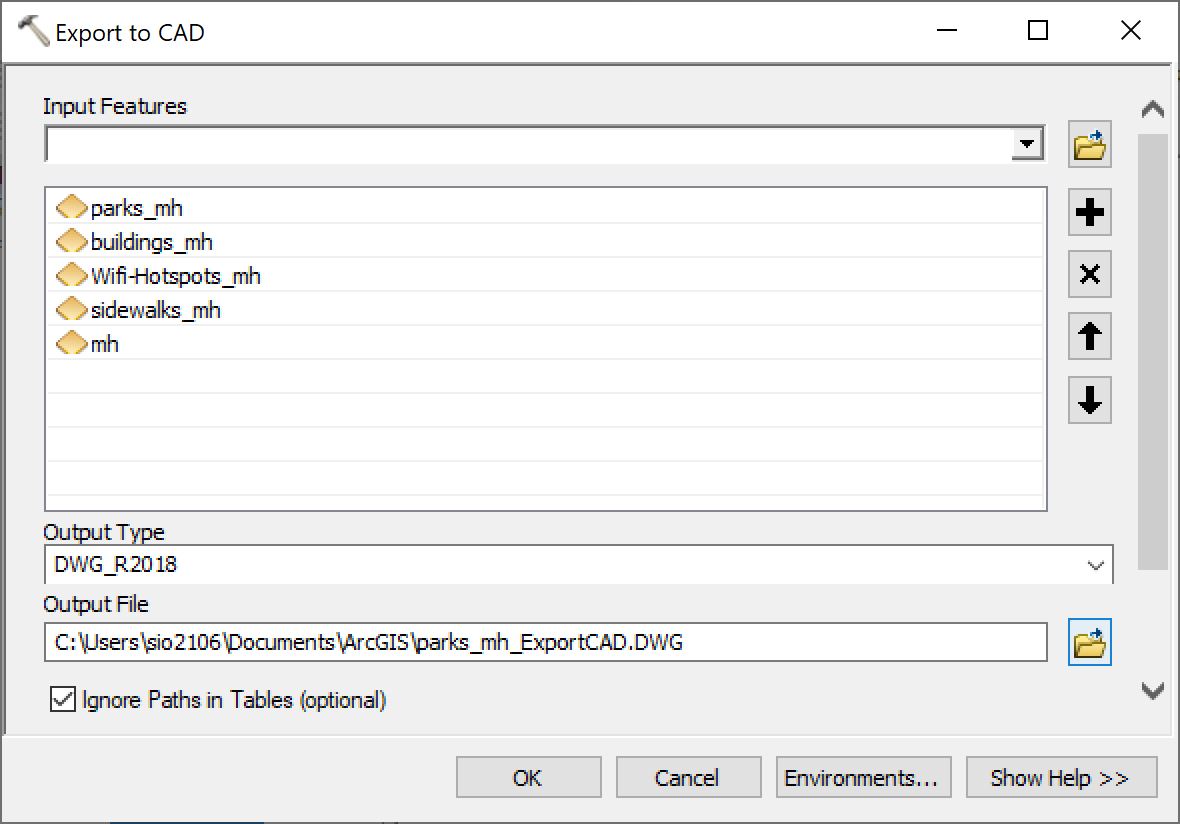 Export to CAD
Input Features
parks_mh
buildings_mh
Wifi-Hotspots_mh
sidewalks_mh
mh
Output Type
DWG_R2018
Output File
C:\Users\sio2106\Documents\ArcGIS\parks_mh_ExportCAD.DWG
Ignore Paths in Tables (optional)
OK Cancel Environments... Show Help >>